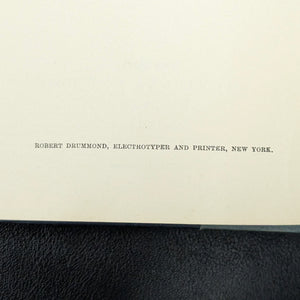 ROBERT DRUMMOND, ELECTROTYPER AND PRINTER, NEW YORK.